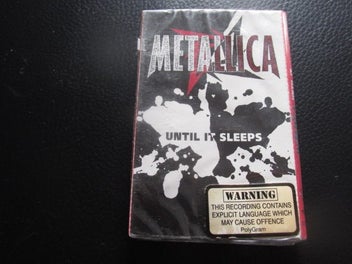 METALLICA
UNTIL IT SLEEPS
WARNING
THIS RECORDING CONTAINS
EXPLICIT LANGUAGE WHICH
MAY CAUSE OFFENCE
PolyGram